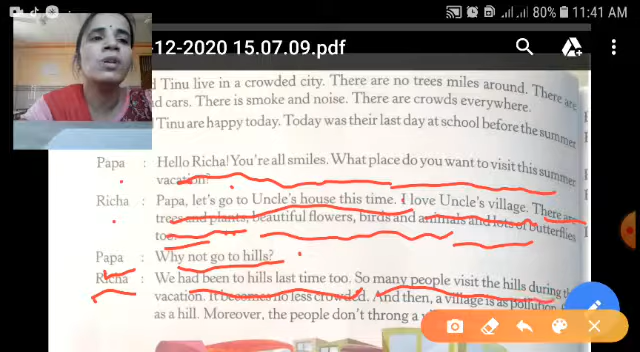 80% 11:41 AM
12-2020 15.07.09.pdf
Tinu live in a crowded city. There are no trees miles around. There are
cars. There is smoke and noise. There are crowds everywhere.
Tinu are happy today. Today was their last day at school before the summer
Papa : Hello Richa! You're all smiles. What place do you want to visit this summer
vacation?
Richa : Papa, let's go to Uncle's house this time. I love Uncle's village. There are
trees and plants, beautiful flowers, birds and animals and lots of butterflies
too.
Papa : Why not go to hills?
Richa : We had been to hills last time too. So many people visit the hills during
vacation. It becomes no less crowded. And then, a village is as pollution
as a hill. Moreover, the people don't throng a